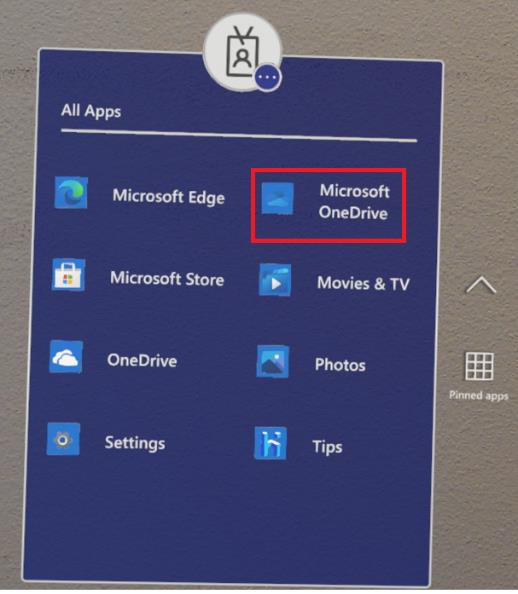 All Apps
Microsoft Edge
Microsoft
OneDrive
Microsoft Store
Movies & TV
OneDrive
Photos
Settings
Tips
Pinned apps